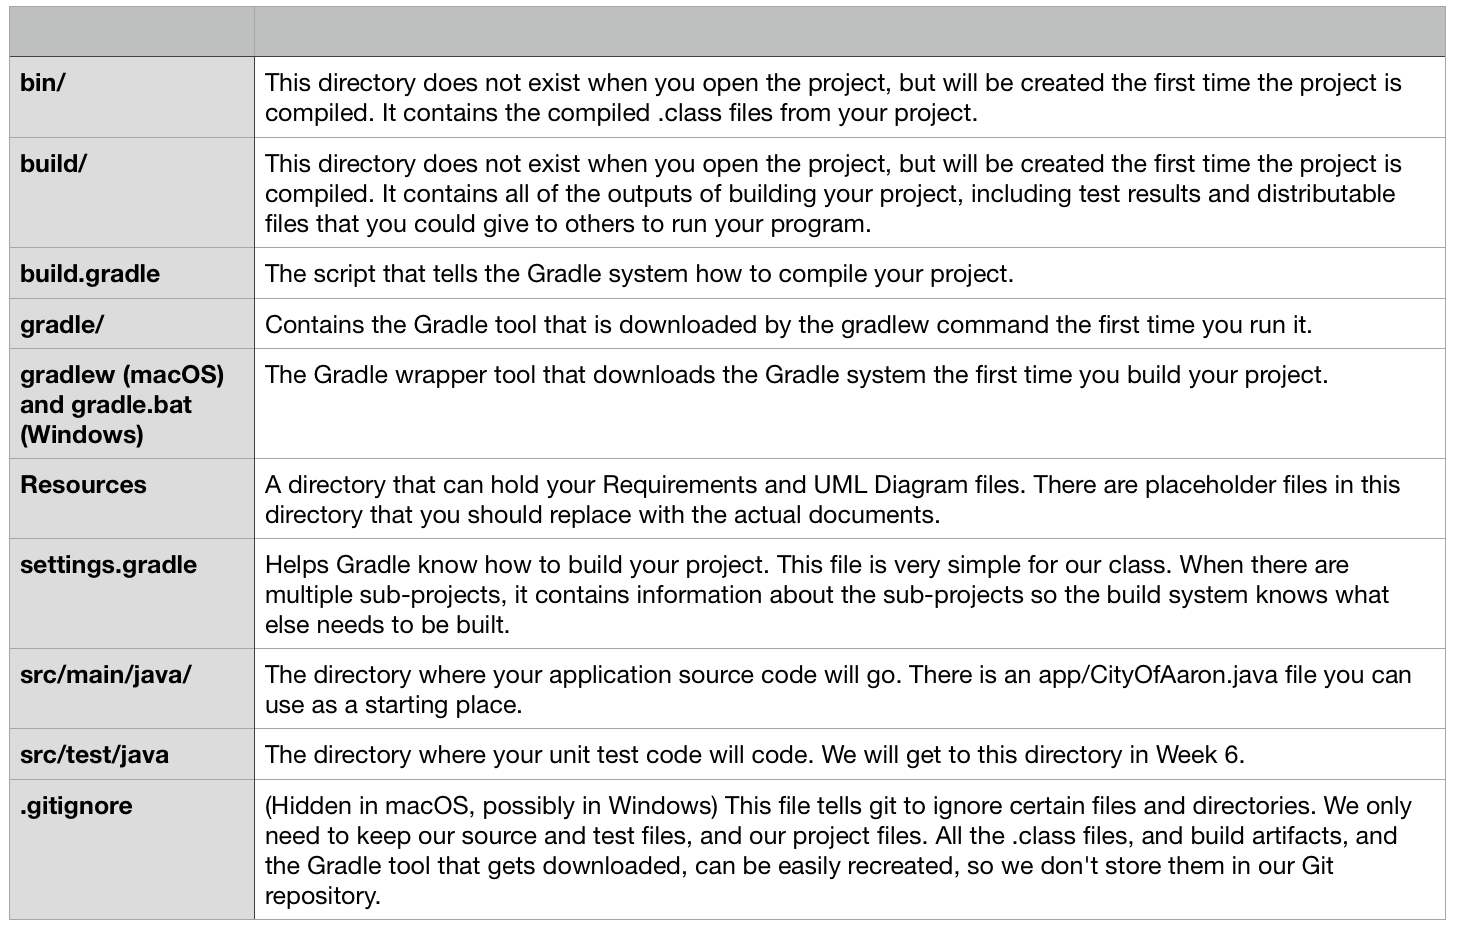 bin/
This directory does not exist when you open the project, but will be created the first time the project is
compiled. It contains the compiled .class files from your project.
build/
This directory does not exist when you open the project, but will be created the first time the project is
compiled. It contains all of the outputs of building your project, including test results and distributable
files that you could give to others to run your program.
build.gradle
The script that tells the Gradle system how to compile your project.
gradle/
Contains the Gradle tool that is downloaded by the gradlew command the first time you run it.
gradlew (macOS)
and gradle.bat
(Windows)
The Gradle wrapper tool that downloads the Gradle system the first time you build your project.
Resources
A directory that can hold your Requirements and UML Diagram files. There are placeholder files in this
directory that you should replace with the actual documents.
settings.gradle
Helps Gradle know how to build your project. This file is very simple for our class. When there are
multiple sub-projects, it contains information about the sub-projects so the build system knows what
else needs to be built.
src/main/java/
The directory where your application source code will go. There is an app/CityOfAaron.java file you can
use as a starting place.
src/test/java
The directory where your unit test code will code. We will get to this directory in Week 6.
.gitignore
(Hidden in macOS, possibly in Windows) This file tells git to ignore certain files and directories. We only
need to keep our source and test files, and our project files. All the .class files, and build artifacts, and
the Gradle tool that gets downloaded, can be easily recreated, so we don't store them in our Git
repository.